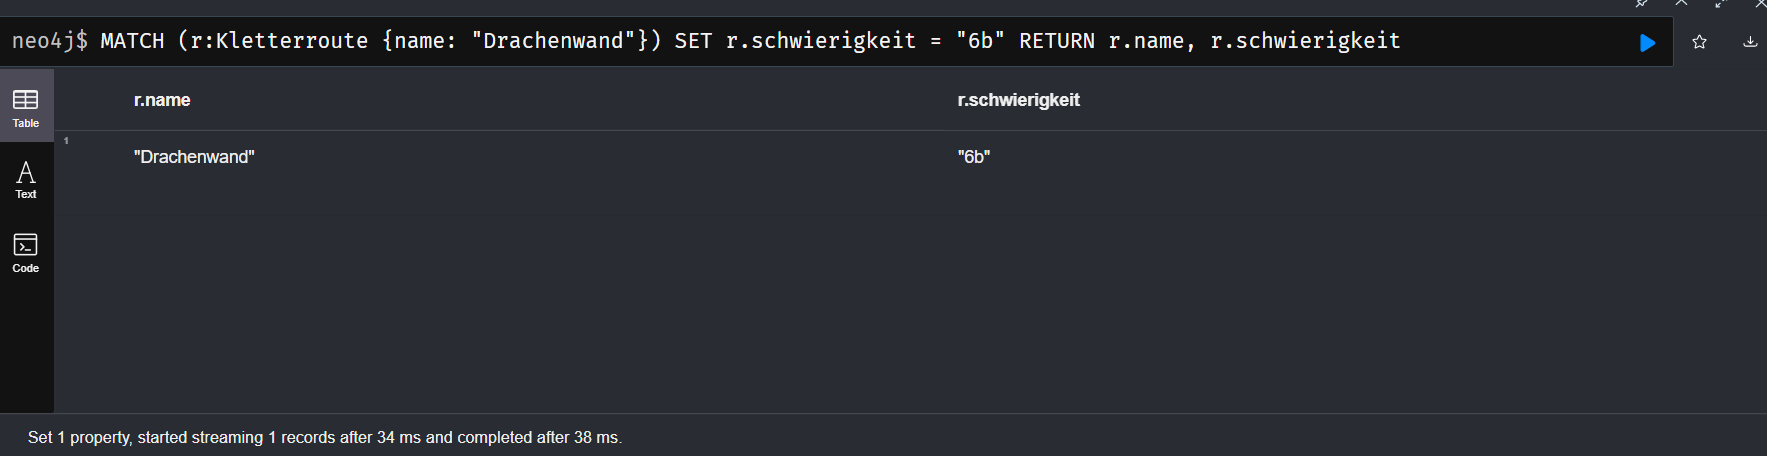 neo4j$ MATCH (r:Kletterroute {name: "Drachenwand"}) SET r.schwierigkeit = "6b" RETURN r.name, r.schwierigkeit
Table
Text
Code
r.name r.schwierigkeit
1
"Drachenwand" "6b"
Set 1 property, started streaming 1 records after 34 ms and completed after 38 ms.